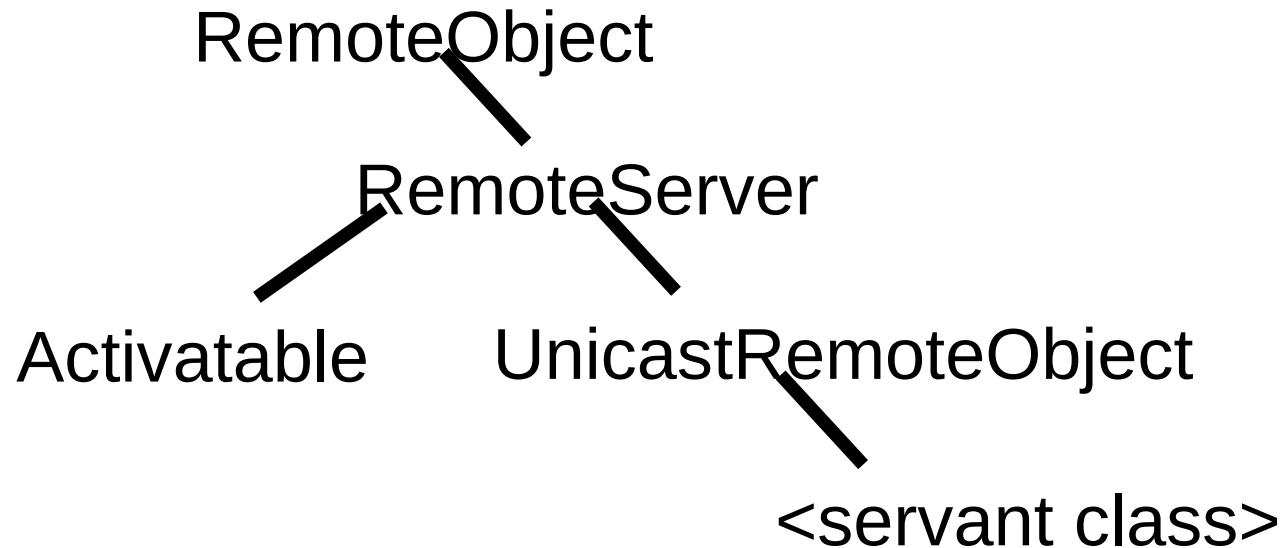 RemoteObject
RemoteServer
Activatable
UnicastRemoteObject
<servant class>